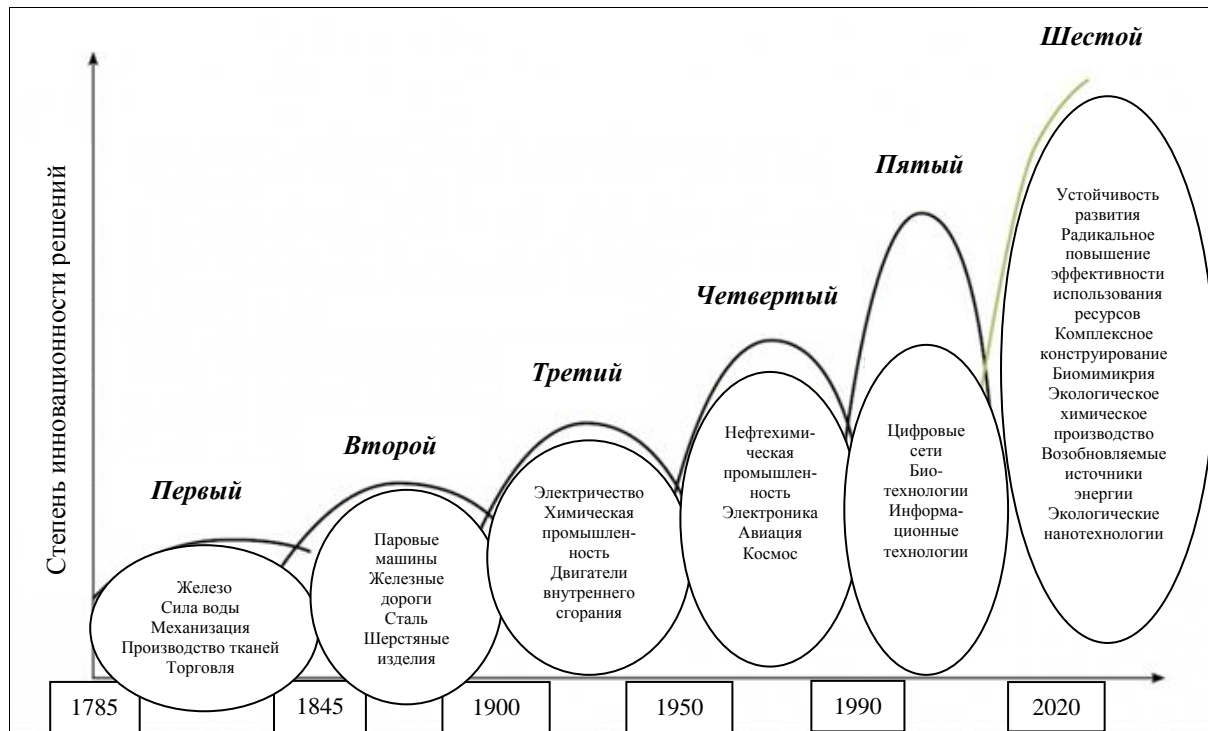 Степень инновационности решений
Первый
Железо
Сила воды
Механизация
Производство тканей
Торговля
Второй
Паровые
машины
Железные
дороги
Сталь
Шерстяные
изделия
Третий
Электричество
Химическая
промышлен-
ность
Двигатели
внутреннего
сгорания
Четвертый
Нефтехими-
ческая
промышлен-
ность
Электроника
Авиация
Космос
Пятый
Цифровые
сети
Био-
технологии
Информа-
ционные
технологии
Шестой
Устойчивость
развития
Радикальное
повышение
эффективности
использования
ресурсов
Комплексное
конструирование
Биомимикрия
Экологическое
химическое
производство
Возобновляемые
источники
энергии
Экологические
нанотехнологии
1785
1845
1900
1950
1990
2020